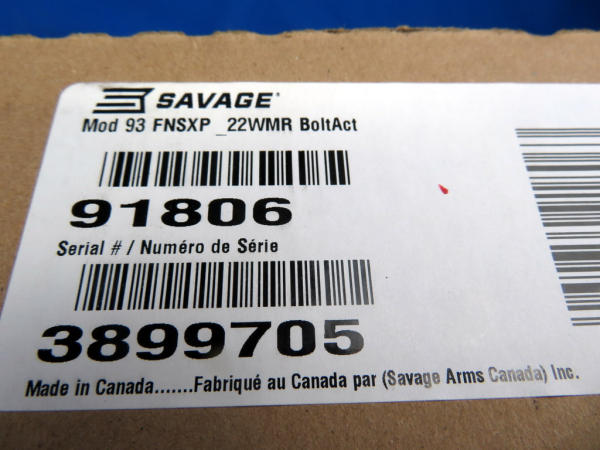 SAVAGE®
Mod 93 FNSXP _22WMR BoltAct
91806
Serial # / Numéro de Série
3899705
Made in Canada.......Fabriqué au Canada par (Savage Arms Canada) Inc.